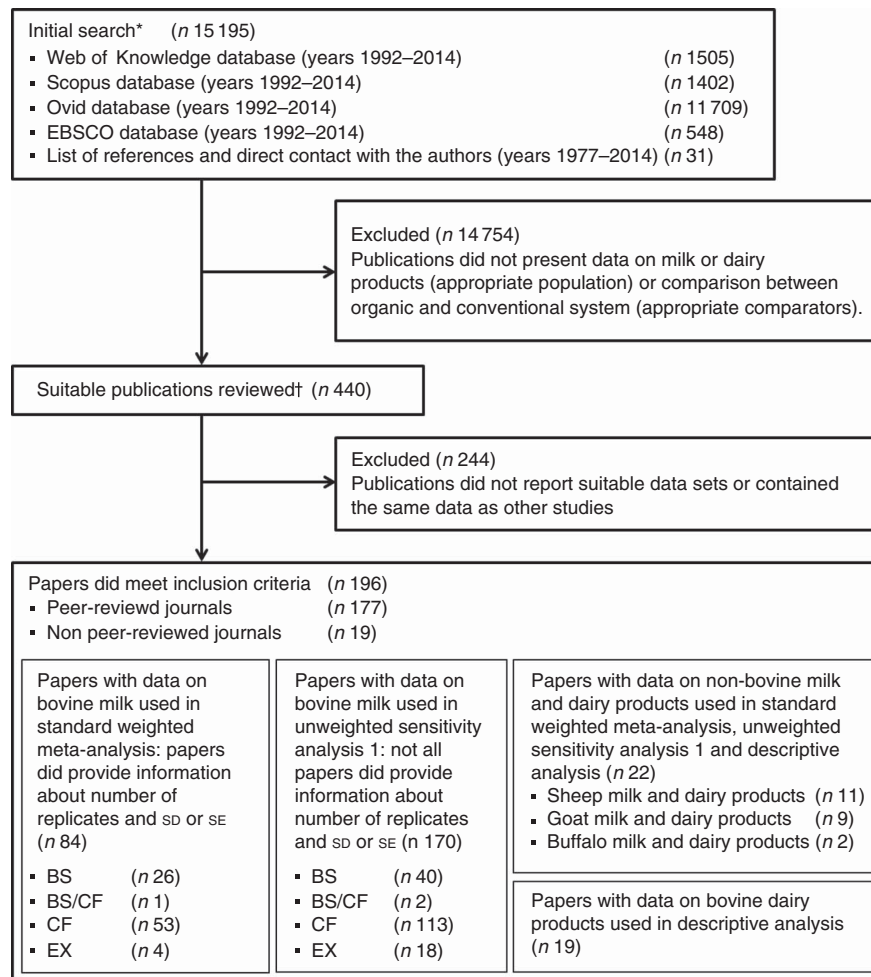 Initial search* (n 15 195)
▪ Web of Knowledge database (years 1992–2014) (n 1505)
▪ Scopus database (years 1992–2014) (n 1402)
▪ Ovid database (years 1992–2014) (n 11 709)
▪ EBSCO database (years 1992–2014) (n 548)
▪ List of references and direct contact with the authors (years 1977–2014) (n 31)
Excluded (n 14 754)
Publications did not present data on milk or dairy
products (appropriate population) or comparison between
organic and conventional system (appropriate comparators).
Suitable publications reviewed† (n 440)
Excluded (n 244)
Publications did not report suitable data sets or contained
the same data as other studies
Papers did meet inclusion criteria (n 196)
▪ Peer-reviewd journals (n 177)
▪ Non peer-reviewed journals (n 19)
Papers with data on
bovine milk used in
standard weighted
meta-analysis: papers
did provide information
about number of
replicates and SD or SE
(n 84)
▪ BS (n 26)
▪ BS/CF (n 1)
▪ CF (n 53)
▪ EX (n 4)
Papers with data on
bovine milk used in
unweighted sensitivity
analysis 1: not all
papers did provide
information about
number of replicates
and SD or SE (n 170)
▪ BS (n 40)
▪ BS/CF (n 2)
▪ CF (n 113)
▪ EX (n 18)
Papers with data on non-bovine milk
and dairy products used in standard
weighted meta-analysis, unweighted
sensitivity analysis 1 and descriptive
analysis (n 22)
▪ Sheep milk and dairy products (n 11)
▪ Goat milk and dairy products (n 9)
▪ Buffalo milk and dairy products (n 2)
Papers with data on bovine dairy
products used in descriptive analysis
(n 19)